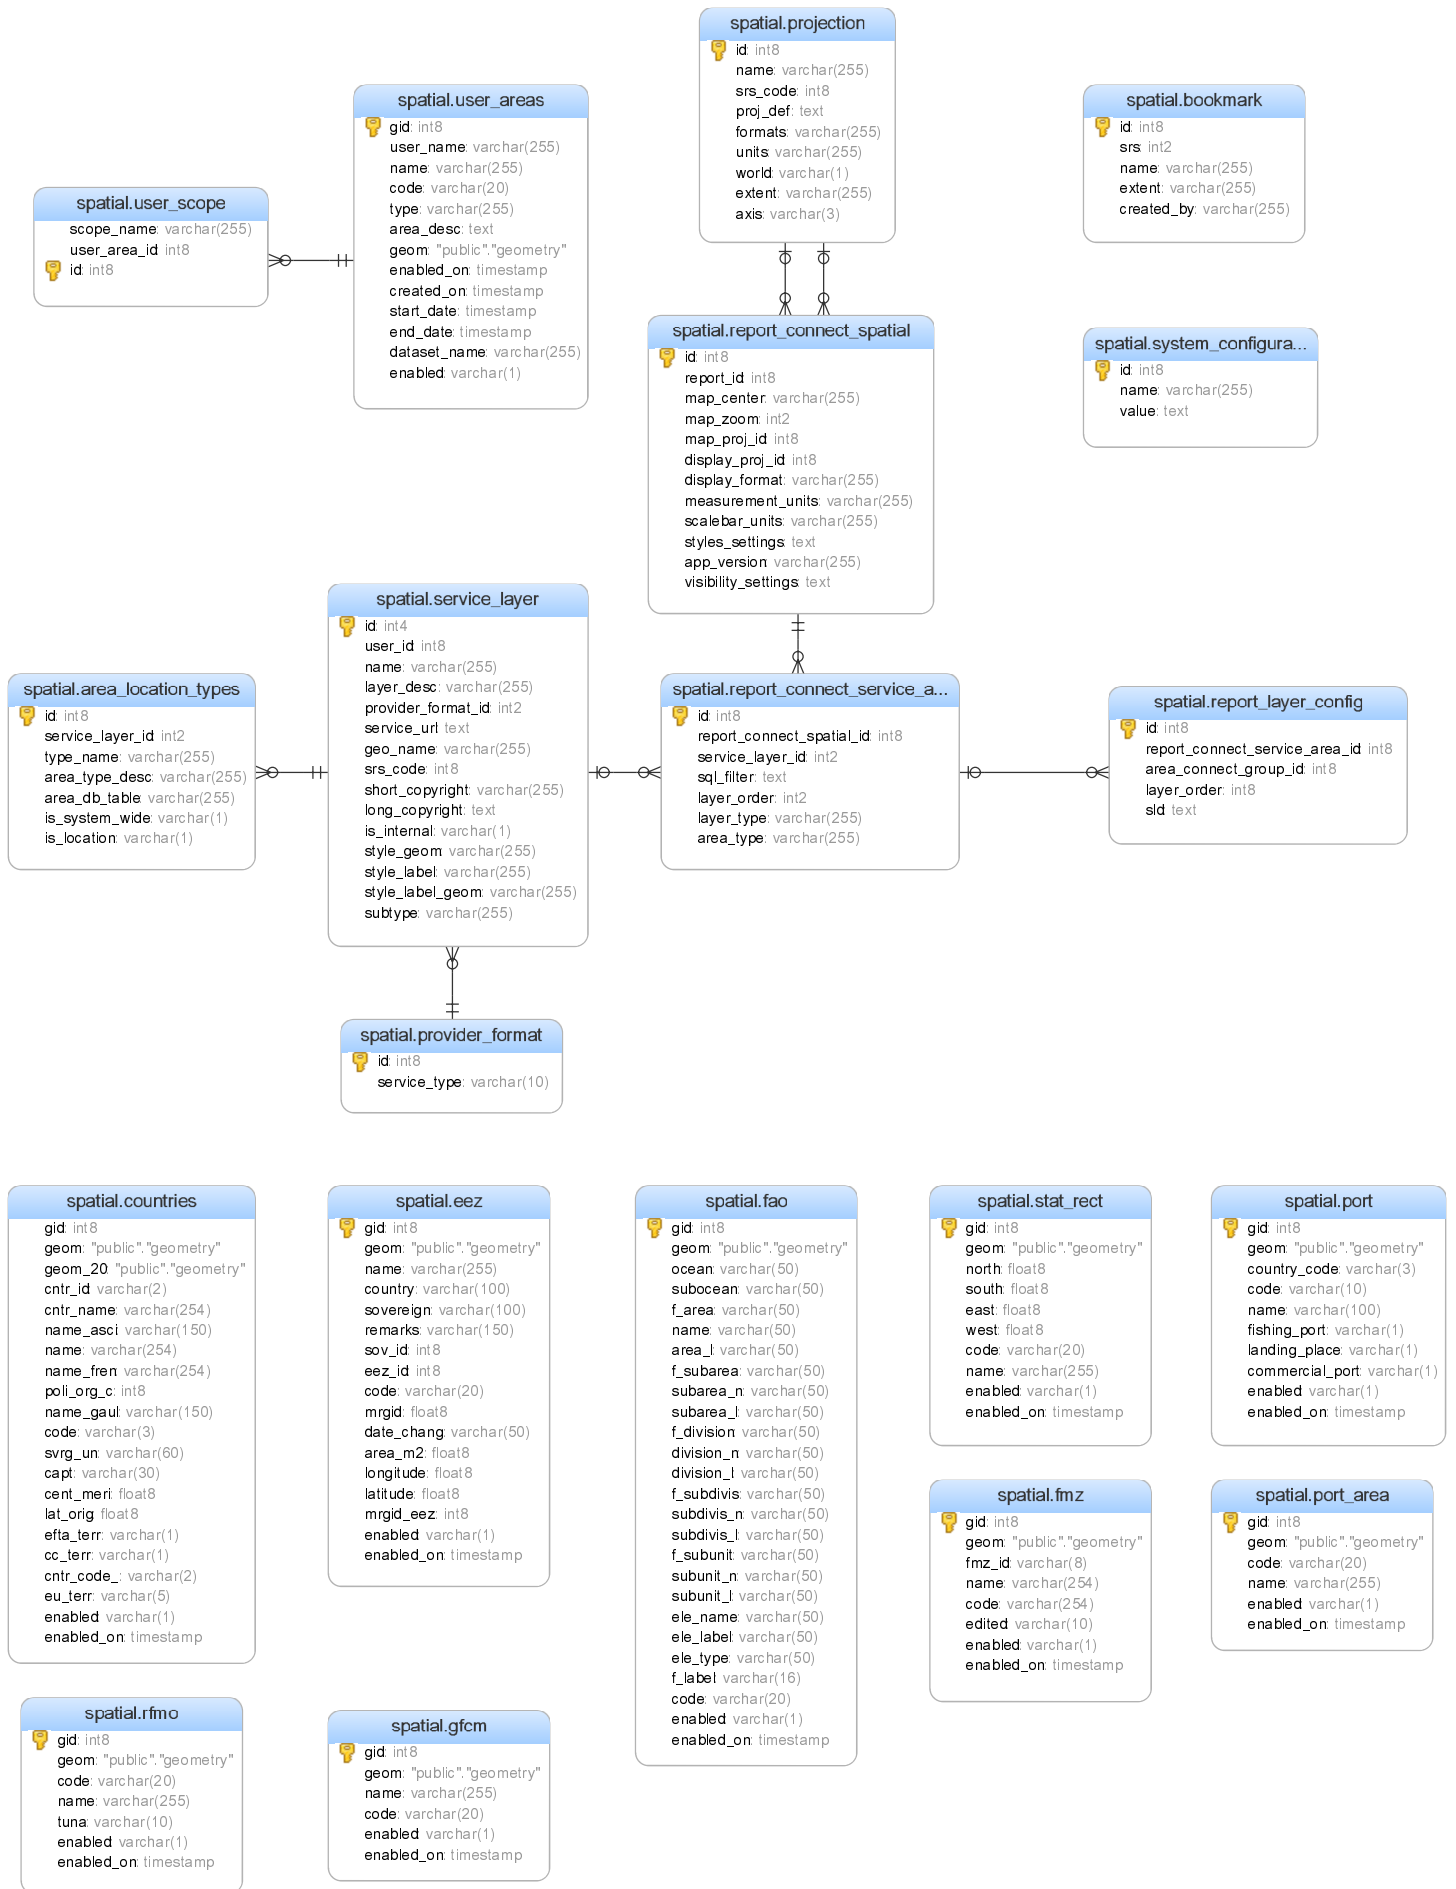 spatial.projection
id: int8
name: varchar(255)
srs_code: int8
proj_def: text
formats: varchar(255)
units: varchar(255)
world: varchar(1)
extent: varchar(255)
axis: varchar(3)
spatial.user_areas
gid: int8
user_name: varchar(255)
name: varchar(255)
code: varchar(20)
type: varchar(255)
area_desc: text
geom: "public"."geometry"
enabled_on: timestamp
created_on: timestamp
start_date: timestamp
end_date: timestamp
dataset_name: varchar(255)
enabled: varchar(1)
spatial.bookmark
id: int8
srs: int2
name: varchar(255)
extent: varchar(255)
created_by: varchar(255)
spatial.user_scope
scope_name: varchar(255)
user_area_id: int8
id: int8
spatial.report_connect_spatial
id: int8
report_id: int8
map_center: varchar(255)
map_zoom: int2
map_proj_id: int8
display_proj_id: int8
display_format: varchar(255)
measurement_units: varchar(255)
scalebar_units: varchar(255)
styles_settings: text
app_version: varchar(255)
visibility_settings: text
spatial.system_configura...
id: int8
name: varchar(255)
value: text
spatial.service_layer
id: int4
user_id: int8
name: varchar(255)
layer_desc: varchar(255)
provider_format_id: int2
service_url: text
geo_name: varchar(255)
srs_code: int8
short_copyright: varchar(255)
long_copyright: text
is_internal: varchar(1)
style_geom: varchar(255)
style_label: varchar(255)
style_label_geom: varchar(255)
subtype: varchar(255)
spatial.area_location_types
id: int8
service_layer_id: int2
type_name: varchar(255)
area_type_desc: varchar(255)
area_db_table: varchar(255)
is_system_wide: varchar(1)
is_location: varchar(1)
spatial.report_connect_service_a...
id: int8
report_connect_spatial_id: int8
service_layer_id: int2
sql_filter: text
layer_order: int2
layer_type: varchar(255)
area_type: varchar(255)
spatial.report_layer_config
id: int8
report_connect_service_area_id: int8
area_connect_group_id: int8
layer_order: int8
sld: text
spatial.provider_format
id: int8
service_type: varchar(10)
spatial.countries
gid: int8
geom: "public"."geometry"
geom_20: "public"."geometry"
cntr_id: varchar(2)
cntr_name: varchar(254)
name_asci: varchar(150)
name: varchar(254)
name_fren: varchar(254)
poli_org_c: int8
name_gaul: varchar(150)
code: varchar(3)
svrg_un: varchar(60)
capt: varchar(30)
cent_meri: float8
lat_orig: float8
efta_terr: varchar(1)
cc_terr: varchar(1)
cntr_code_: varchar(2)
eu_terr: varchar(5)
enabled: varchar(1)
enabled_on: timestamp
spatial.eez
gid: int8
geom: "public"."geometry"
name: varchar(255)
country: varchar(100)
sovereign: varchar(100)
remarks: varchar(150)
sov_id: int8
eez_id: int8
code: varchar(20)
mrgid: float8
date_chang: varchar(50)
area_m2: float8
longitude: float8
latitude: float8
mrgid_eez: int8
enabled: varchar(1)
enabled_on: timestamp
spatial.fao
gid: int8
geom: "public"."geometry"
ocean: varchar(50)
subocean: varchar(50)
f_area: varchar(50)
name: varchar(50)
area_l: varchar(50)
f_subarea: varchar(50)
subarea_n: varchar(50)
subarea_l: varchar(50)
f_division: varchar(50)
division_n: varchar(50)
division_l: varchar(50)
f_subdivis: varchar(50)
subdivis_n: varchar(50)
subdivis_l: varchar(50)
f_subunit: varchar(50)
subunit_n: varchar(50)
subunit_l: varchar(50)
ele_name: varchar(50)
ele_label: varchar(50)
ele_type: varchar(50)
f_label: varchar(16)
code: varchar(20)
enabled: varchar(1)
enabled_on: timestamp
spatial.stat_rect
gid: int8
geom: "public"."geometry"
north: float8
south: float8
east: float8
west: float8
code: varchar(20)
name: varchar(255)
enabled: varchar(1)
enabled_on: timestamp
spatial.port
gid: int8
geom: "public"."geometry"
country_code: varchar(3)
code: varchar(10)
name: varchar(100)
fishing_port: varchar(1)
landing_place: varchar(1)
commercial_port: varchar(1)
enabled: varchar(1)
enabled_on: timestamp
spatial.fmz
gid: int8
geom: "public"."geometry"
fmz_id: varchar(8)
name: varchar(254)
code: varchar(254)
edited: varchar(10)
enabled: varchar(1)
enabled_on: timestamp
spatial.port_area
gid: int8
geom: "public"."geometry"
code: varchar(20)
name: varchar(255)
enabled: varchar(1)
enabled_on: timestamp
spatial.rfmo
gid: int8
geom: "public"."geometry"
code: varchar(20)
name: varchar(255)
tuna: varchar(10)
enabled: varchar(1)
enabled_on: timestamp
spatial.gfcm
gid: int8
geom: "public"."geometry"
name: varchar(255)
code: varchar(20)
enabled: varchar(1)
enabled_on: timestamp